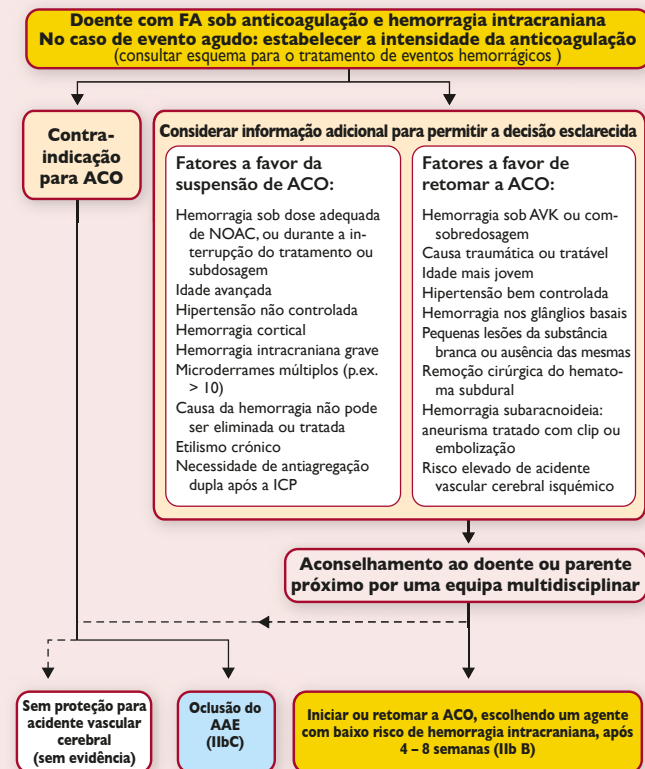 Doente com FA sob anticoagulação e hemorragia intracraniana
No caso de evento agudo: estabelecer a intensidade da anticoagulação
(consultar esquema para o tratamento de eventos hemorrágicos )
Contra-
indicação
para ACO
Considerar informação adicional para permitir a decisão esclarecida
Fatores a favor da
suspensão de ACO:
Hemorragia sob dose adequada
de NOAC, ou durante a in-
terrupção do tratamento ou
subdosagem
Idade avançada
Hipertensão não controlada
Hemorragia cortical
Hemorragia intracraniana grave
Microderrames múltiplos (p.ex.
> 10)
Causa da hemorragia não pode
ser eliminada ou tratada
Etilismo crónico
Necessidade de antiagregação
dupla após a ICP
Fatores a favor de
retomar a ACO:
Hemorragia sob AVK ou com-
sobredosagem
Causa traumática ou tratável
Idade mais jovem
Hipertensão bem controlada
Hemorragia nos glânglios basais
Pequenas lesões da substância
branca ou ausência das mesmas
Remoção cirúrgica do hemato-
ma subdural
Hemorragia subaracnoideia:
aneurisma tratado com clip ou
embolização
Risco elevado de acidente
vascular cerebral isquémico
Aconselhamento ao doente ou parente
próximo por uma equipa multidisciplinar
Sem proteção para
acidente vascular
cerebral
(sem evidência)
Oclusão do
AAE
(IIbC)
Iniciar ou retomar a ACO, escolhendo um agente
com baixo risco de hemorragia intracraniana, após
4 – 8 semanas (IIb B)